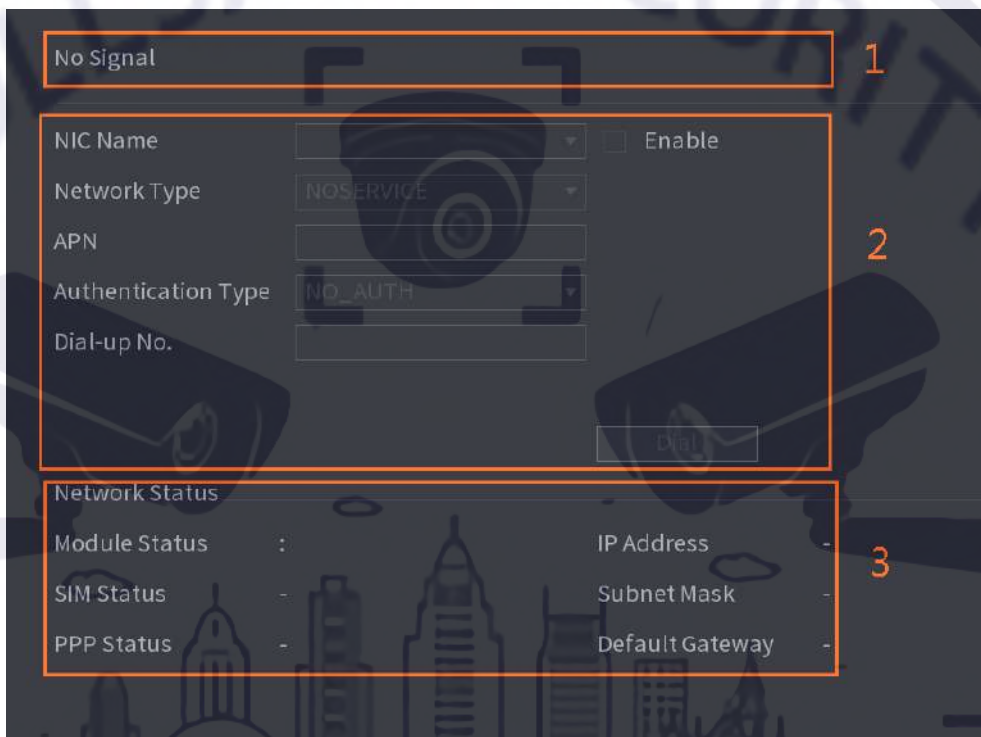 No Signal
1
NIC Name
Enable
Network Type
NOSERVICE
APN
2
Authentication Type
NO_AUTH
Dial-up No.
Dial
Network Status
Module Status :
IP Address -
3
SIM Status -
Subnet Mask -
PPP Status -
Default Gateway -